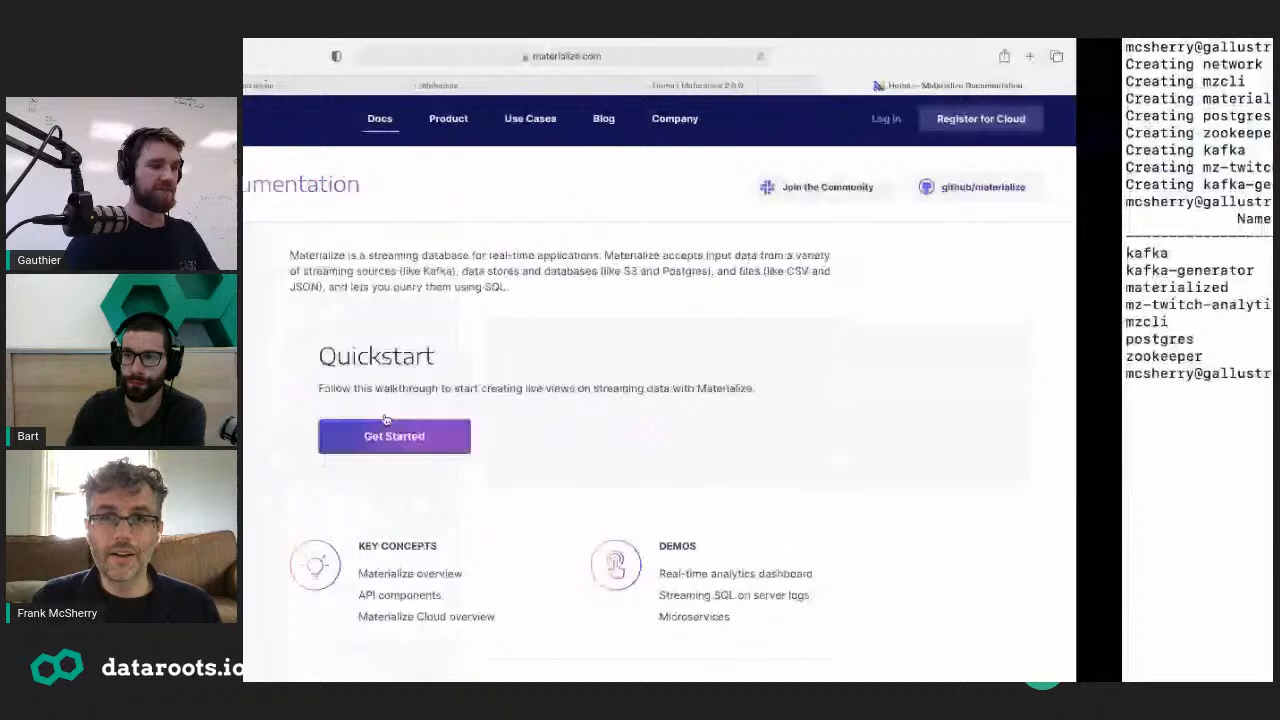 Gauthier
Bart
Frank McSherry
dataroots.io
materialize.com
Docs
Product
Use Cases
Blog
Company
Log In
Register for Cloud
umentation
Join the Community
github/materialize
Materialize is a streaming database for real-time applications. Materialize accepts input data from a variety
of streaming sources (like Kafka), data stores and databases (like S3 and Postgres), and files (like CSV and
JSON), and lets you query them using SQL.
Quickstart
Follow this walkthrough to start creating live views on streaming data with Materialize.
Get Started
KEY CONCEPTS
Materialize overview
API components
Materialize Cloud overview
DEMOS
Real-time analytics dashboard
Streaming SQL on server logs
Microservices
mcsherry@gallustr
Creating network
Creating mzcli
Creating material
Creating postgres
Creating zookeepe
Creating kafka
Creating mz-twitc
Creating kafka-ge
mcsherry@gallustr
Name
kafka
kafka-generator
materialized
mz-twitch-analyti
mzcli
postgres
zookeeper
mcsherry@gallustr